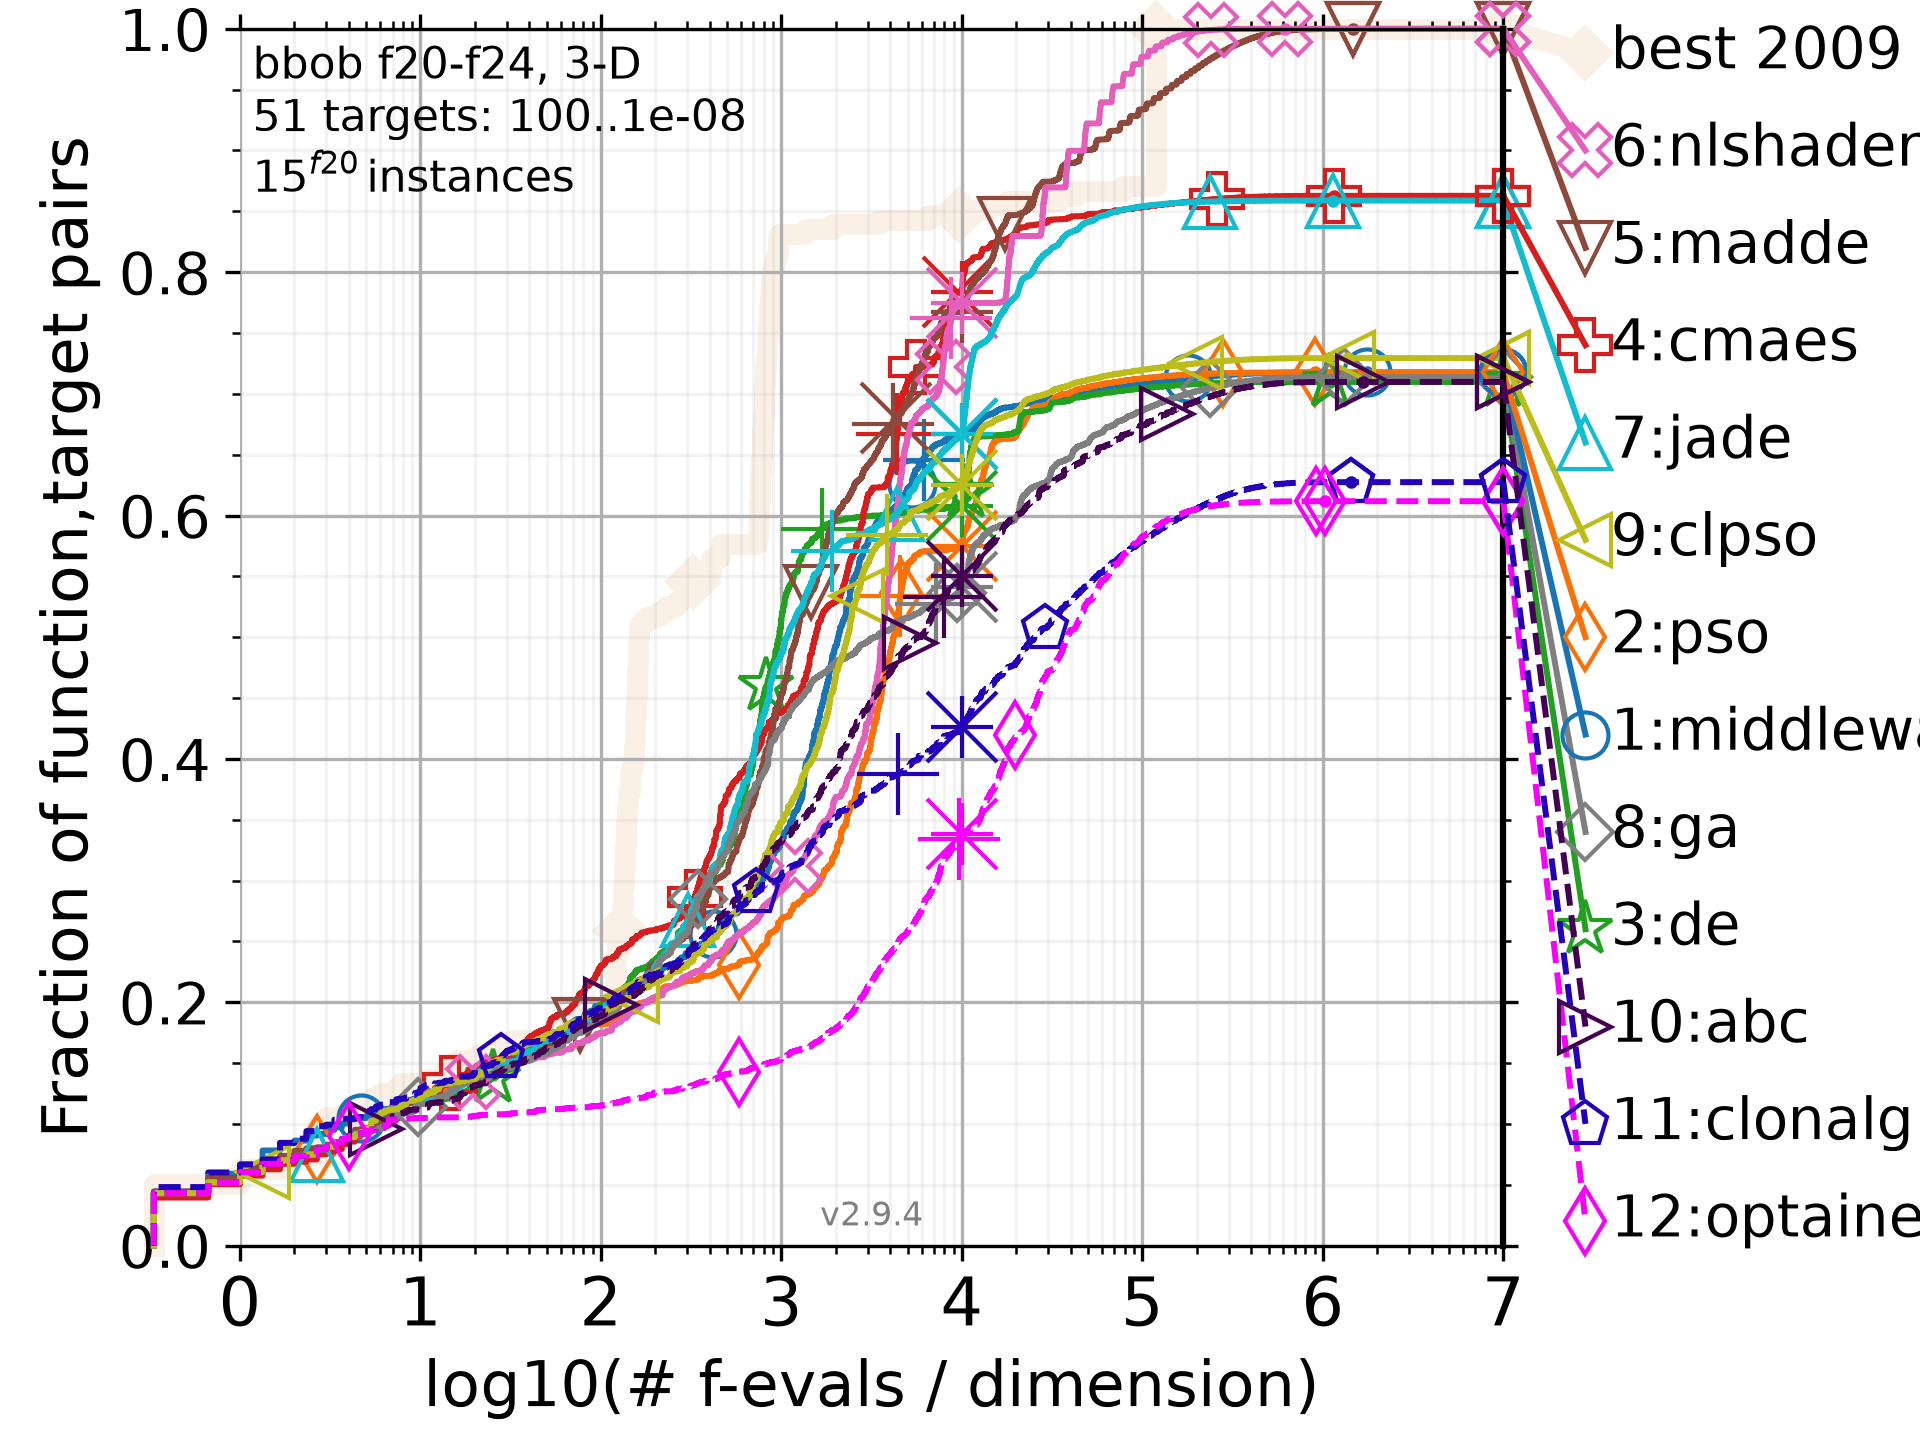 1.0
0.8
0.6
0.4
0.2
0.0
Fraction of function,target pairs
bbob f20-f24, 3-D
51 targets: 100..1e-08
15f20 instances
v2.9.4
0 1 2 3 4 5 6 7
log10(# f-evals / dimension)
best 2009
6:nlshader
5:madde
4:cmaes
7:jade
9:clpso
2:pso
1:middlewa
8:ga
3:de
10:abc
11:clonalg
12:optaine